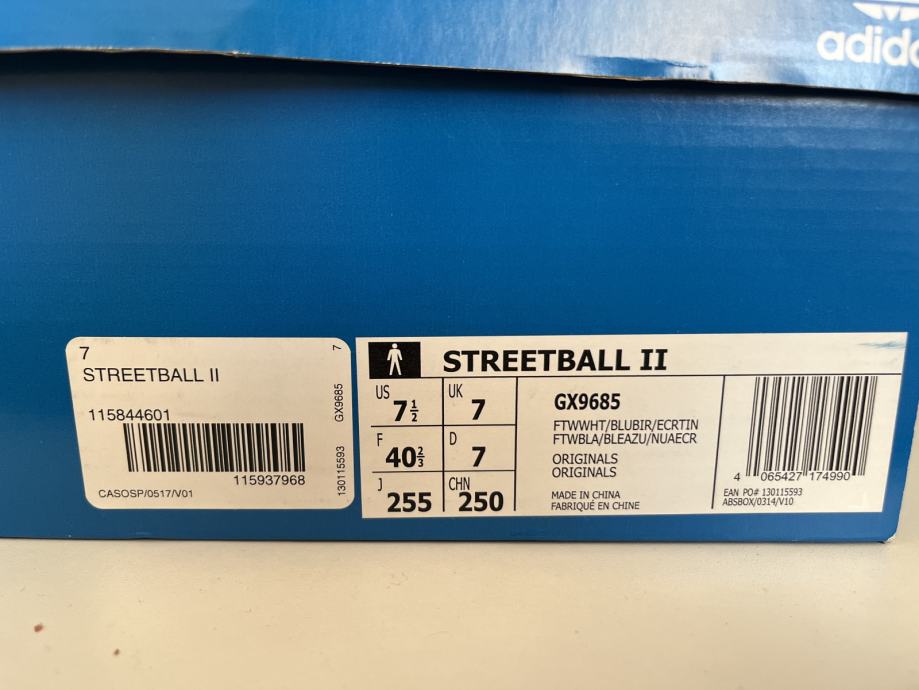 adidas
7
STREETBALL II
115844601
115937968
CASOSP/0517/V01
7
GX9685
130115593
STREETBALL II
US
7 1/2
UK
7
F
40 2/3
D
7
J
255
CHN
250
GX9685
FTWWHT/BLUBIR/ECRTIN
FTWBLA/BLEAZU/NUAECR
ORIGINALS
ORIGINALS
MADE IN CHINA
FABRIQUÉ EN CHINE
4 065427 174990
EAN PO# 130115593
ABSBOX/0314/V10